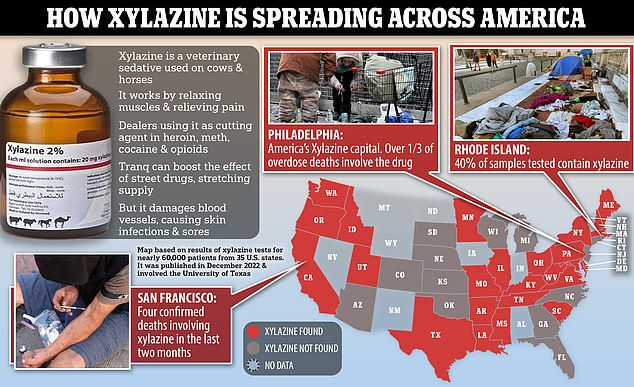 HOW XYLAZINE IS SPREADING ACROSS AMERICA
Xylazine is a veterinary
sedative used on cows &
horses
It works by relaxing
muscles & relieving pain
Dealers using it as cutting
agent in heroin, meth,
cocaine & opioids
Tranq can boost the effect
of street drugs, stretching
supply
But it damages blood
vessels, causing skin
infections & sores
Xylazine 2%
Each ml solution contains: 20 mg xylazine
للاستعمال البيطري فقط
PHILADELPHIA:
America's Xylazine capital. Over 1/3 of
overdose deaths involve the drug
RHODE ISLAND:
40% of samples tested contain xylazine
Map based on results of xylazine tests for
nearly 60,000 patients from 35 U.S. states.
It was published in December 2022 &
involved the University of Texas
SAN FRANCISCO:
Four confirmed
deaths involving
xylazine in the last
two months
XYLAZINE FOUND
XYLAZINE NOT FOUND
NO DATA
WA
OR
CA
ID
NV
UT
AZ
MT
WY
CO
NM
ND
SD
NE
KS
OK
TX
MN
IA
MO
AR
LA
WI
IL
MS
MI
IN
KY
TN
AL
OH
WV
VA
NC
SC
GA
FL
PA
NY
ME
VT
NH
MA
RI
CT
NJ
DE
MD